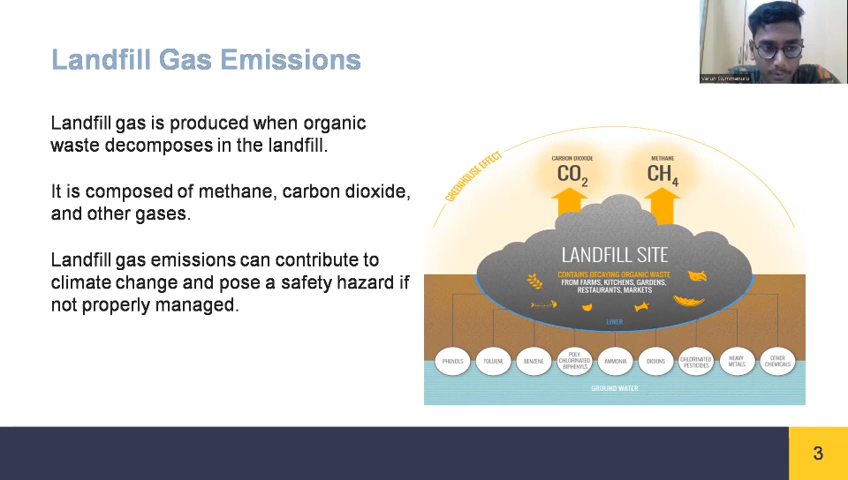 Landfill Gas Emissions
Landfill gas is produced when organic
waste decomposes in the landfill.
It is composed of methane, carbon dioxide,
and other gases.
Landfill gas emissions can contribute to
climate change and pose a safety hazard if
not properly managed.
GREENHOUSE EFFECT
CARBON DIOXIDE
CO2
METHANE
CH4
LANDFILL SITE
CONTAINS DECAYING ORGANIC WASTE
FROM FARMS, KITCHENS, GARDENS,
RESTAURANTS, MARKETS
LINER
PHENOLS
TOLUENE
BENZENE
POLY
CHLORINATED
BIPHENYLS
AMMONIA
DIOXINS
CHLORINATED
PESTICIDES
HEAVY
METALS
OTHER
CHEMICALS
GROUND WATER
3